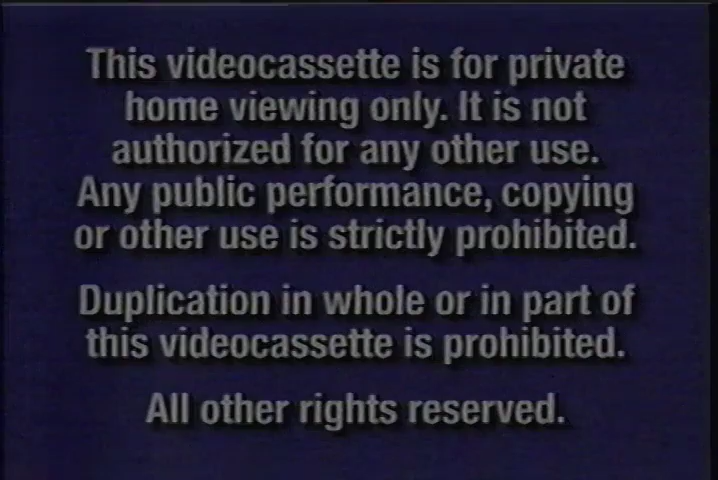 This videocassette is for private
home viewing only. It is not
authorized for any other use.
Any public performance, copying
or other use is strictly prohibited.
Duplication in whole or in part of
this videocassette is prohibited.
All other rights reserved.